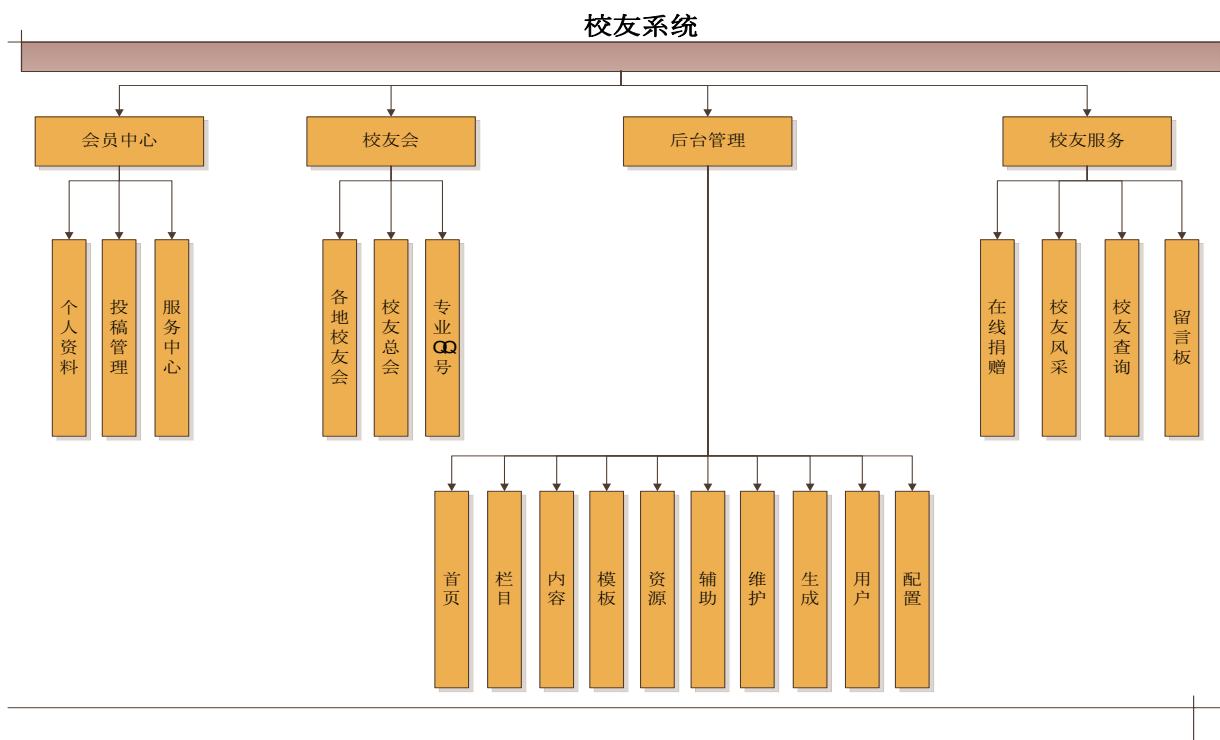 校友系统
会员中心
校友会
后台管理
校友服务
个人资料
投稿管理
服务中心
各地校友会
校友总会
专业QQ号
在线捐赠
校友风采
校友查询
留言板
首页
栏目
内容
模板
资源
辅助
维护
生成
用户
配置